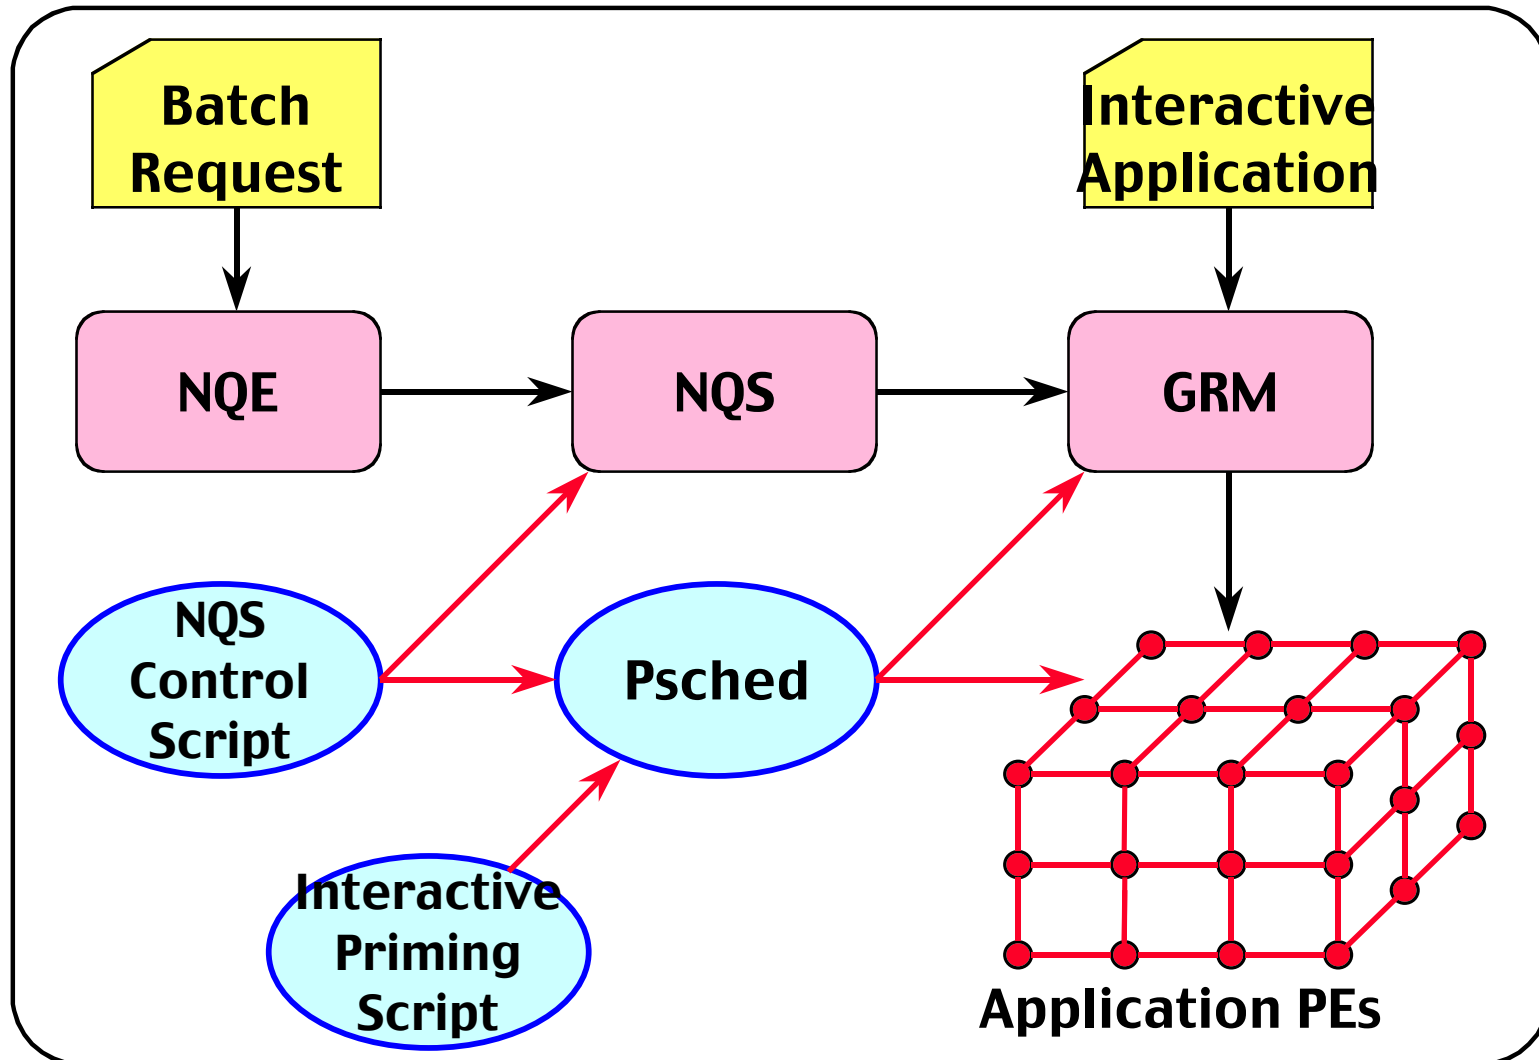 Batch
Request
Interactive
Application
NQE
NQS
GRM
NQS
Control
Script
Psched
Interactive
Priming
Script
Application PEs